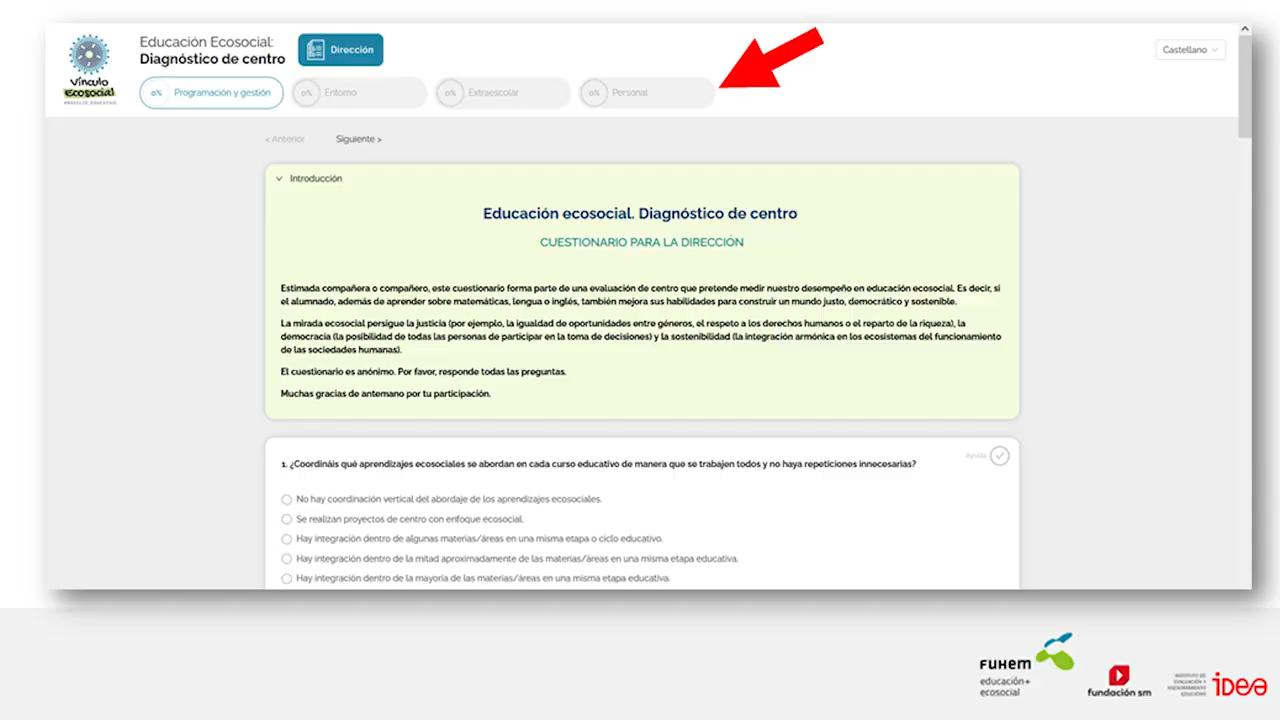 Educación Ecosocial:
Diagnóstico de centro
Dirección
Castellano
vínculo
ecosocial
PROYECTO EDUCATIVO
0% Programación y gestión
0% Entorno
0% Extraescolar
0% Personal
< Anterior
Siguiente >
Introducción
Educación ecosocial. Diagnóstico de centro
CUESTIONARIO PARA LA DIRECCIÓN
Estimada compañera o compañero, este cuestionario forma parte de una evaluación de centro que pretende medir nuestro desempeño en educación ecosocial. Es decir, si
el alumnado, además de aprender sobre matemáticas, lengua o inglés, también mejora sus habilidades para construir un mundo justo, democrático y sostenible.
La mirada ecosocial persigue la justicia (por ejemplo, la igualdad de oportunidades entre géneros, el respeto a los derechos humanos o el reparto de la riqueza), la
democracia (la posibilidad de todas las personas de participar en la toma de decisiones) y la sostenibilidad (la integración armónica en los ecosistemas del funcionamiento
de las sociedades humanas).
El cuestionario es anónimo. Por favor, responde todas las preguntas.
Muchas gracias de antemano por tu participación.
Ayuda
1. ¿Coordináis qué aprendizajes ecosociales se abordan en cada curso educativo de manera que se trabajen todos y no haya repeticiones innecesarias?
No hay coordinación vertical del abordaje de los aprendizajes ecosociales.
Se realizan proyectos de centro con enfoque ecosocial.
Hay integración dentro de algunas materias/áreas en una misma etapa o ciclo educativo.
Hay integración dentro de la mitad aproximadamente de las materias/áreas en una misma etapa educativa.
Hay integración dentro de la mayoría de las materias/áreas en una misma etapa educativa.
FUHEM
educación+
ecosocial
fundación sm
INSTITUTO DE
EVALUACIÓN Y
ASESORAMIENTO
EDUCATIVO
idea